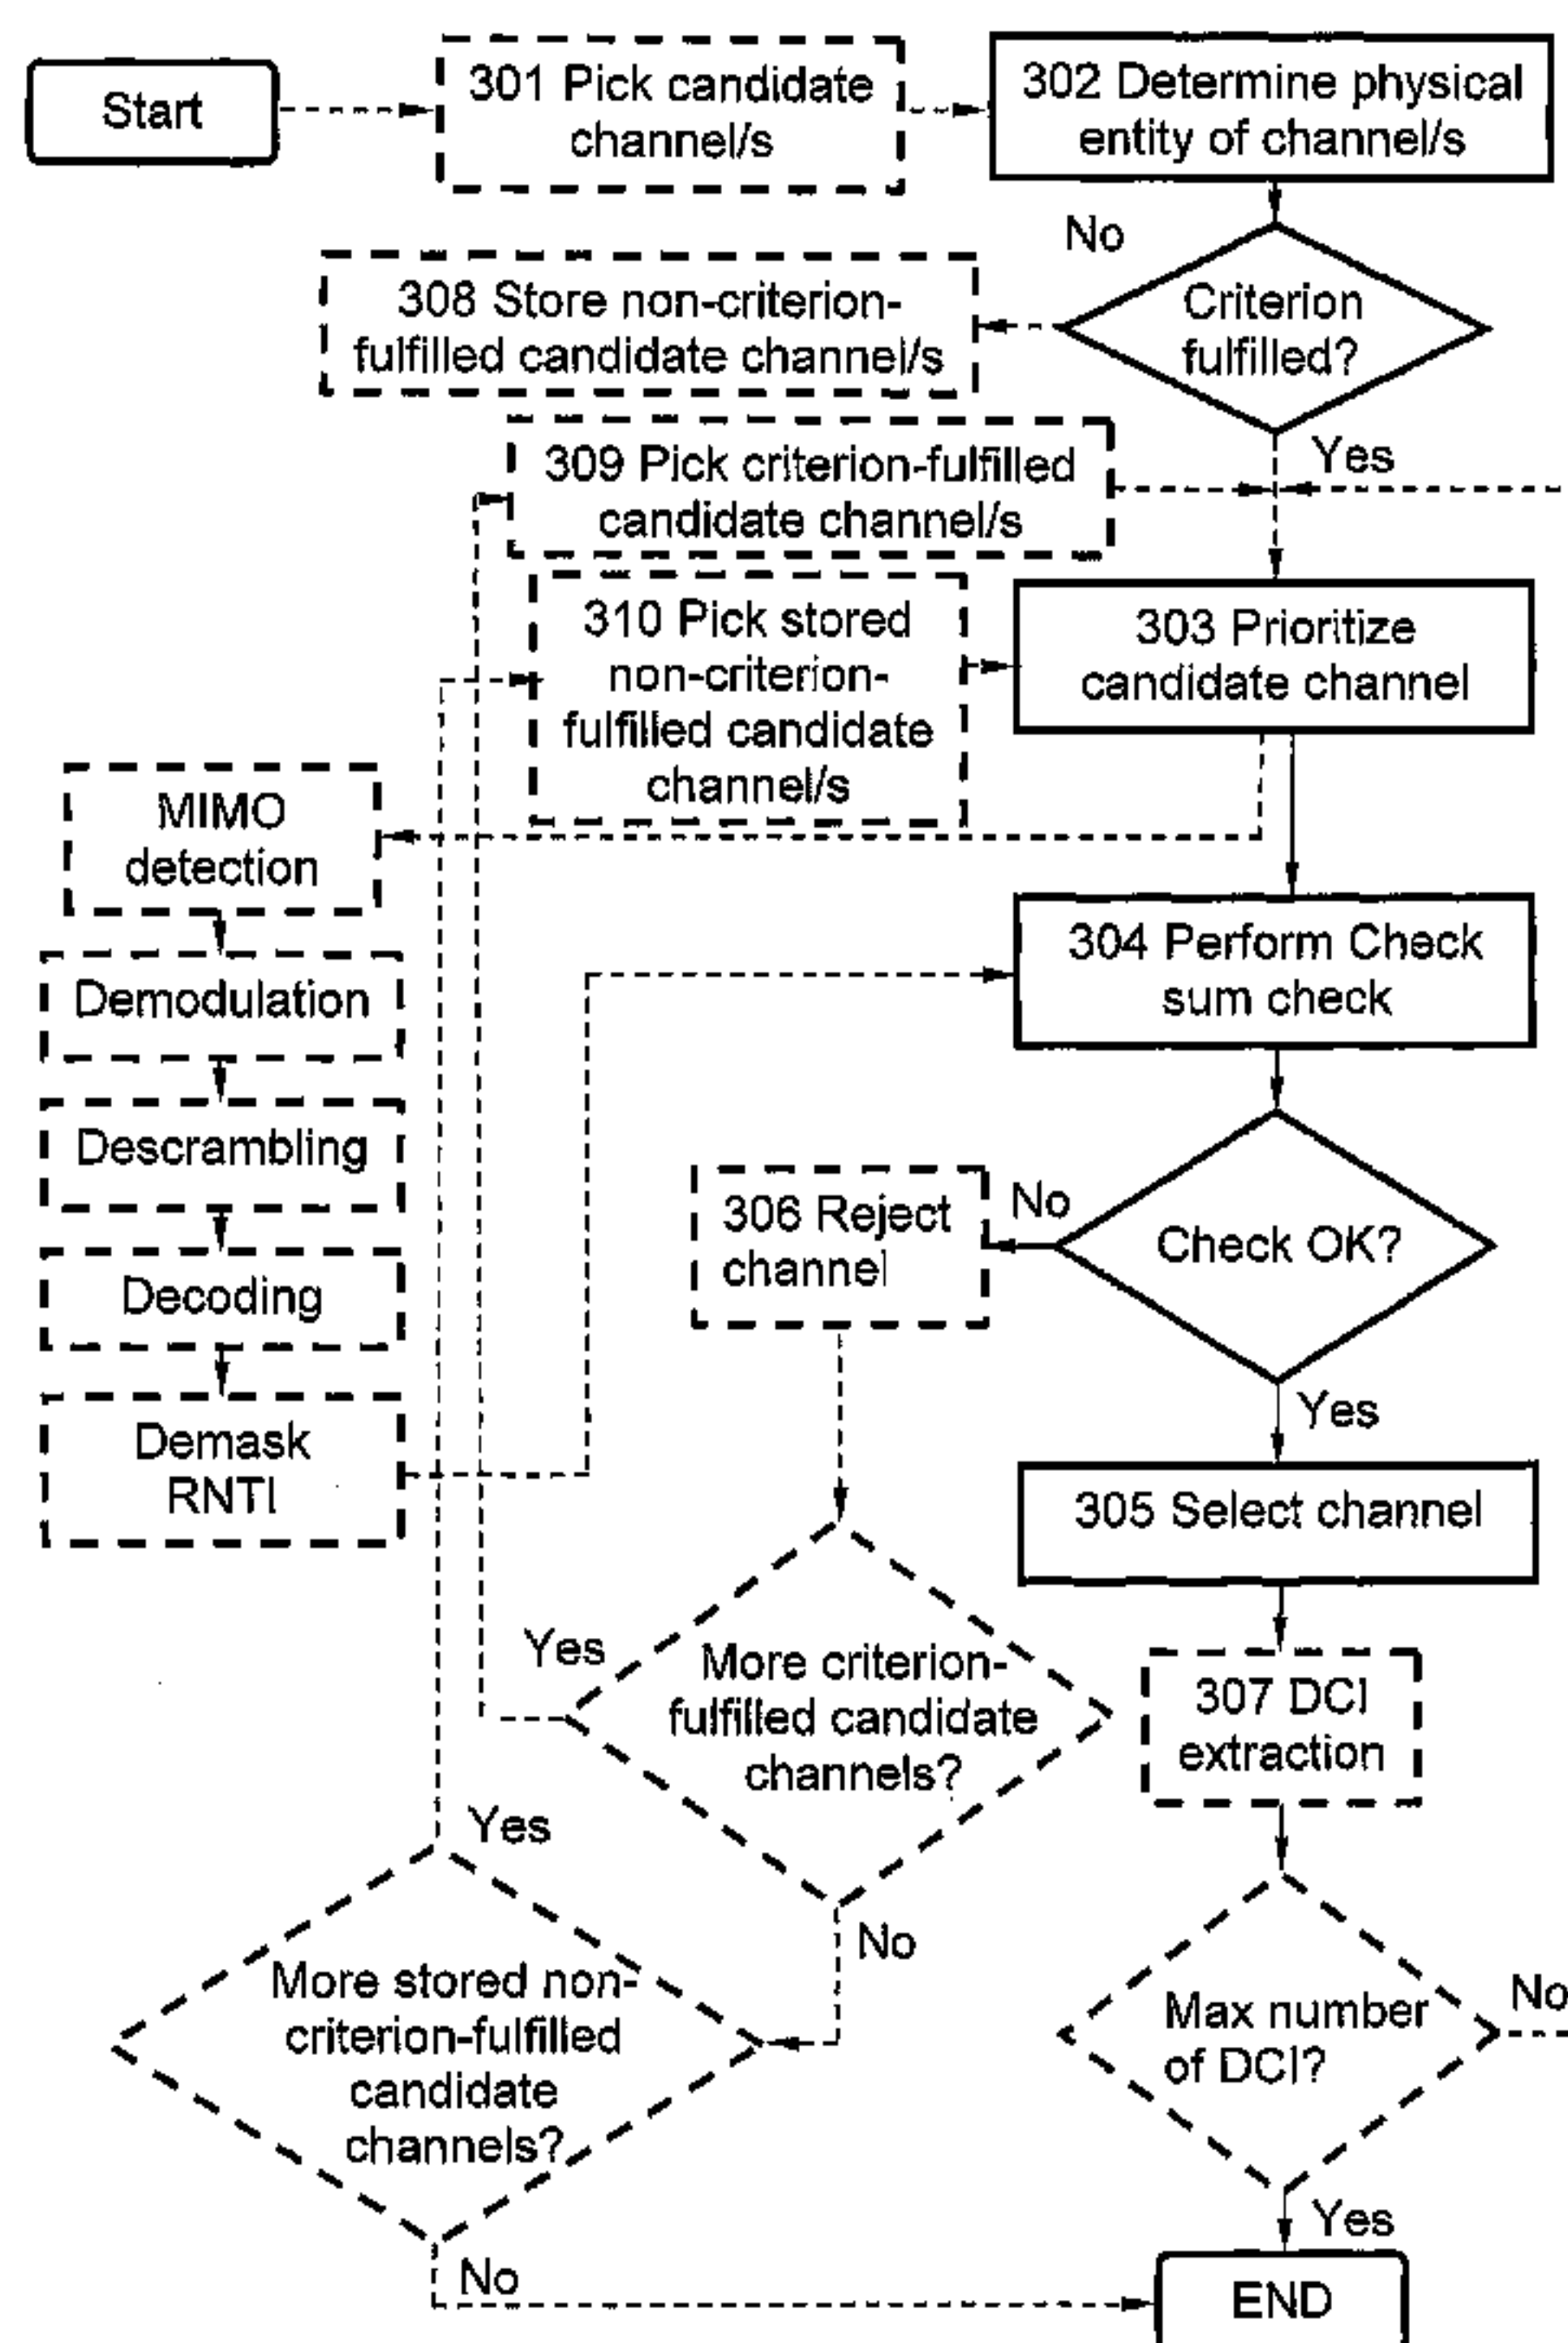 Start
301 Pick candidate
channel/s
302 Determine physical
entity of channel/s
No
308 Store non-criterion-
fulfilled candidate channel/s
Criterion
fulfilled?
Yes
309 Pick criterion-fulfilled
candidate channel/s
310 Pick stored
non-criterion-
fulfilled candidate
channel/s
303 Prioritize
candidate channel
MIMO
detection
304 Perform Check
sum check
Demodulation
Descrambling
306 Reject
channel
No
Check OK?
Decoding
Yes
Demask
RNTI
305 Select channel
Yes
More criterion-
fulfilled candidate
channels?
307 DCI
extraction
Yes
No
More stored non-
criterion-fulfilled
candidate
channels?
Max number
of DCI?
No
Yes
No
END